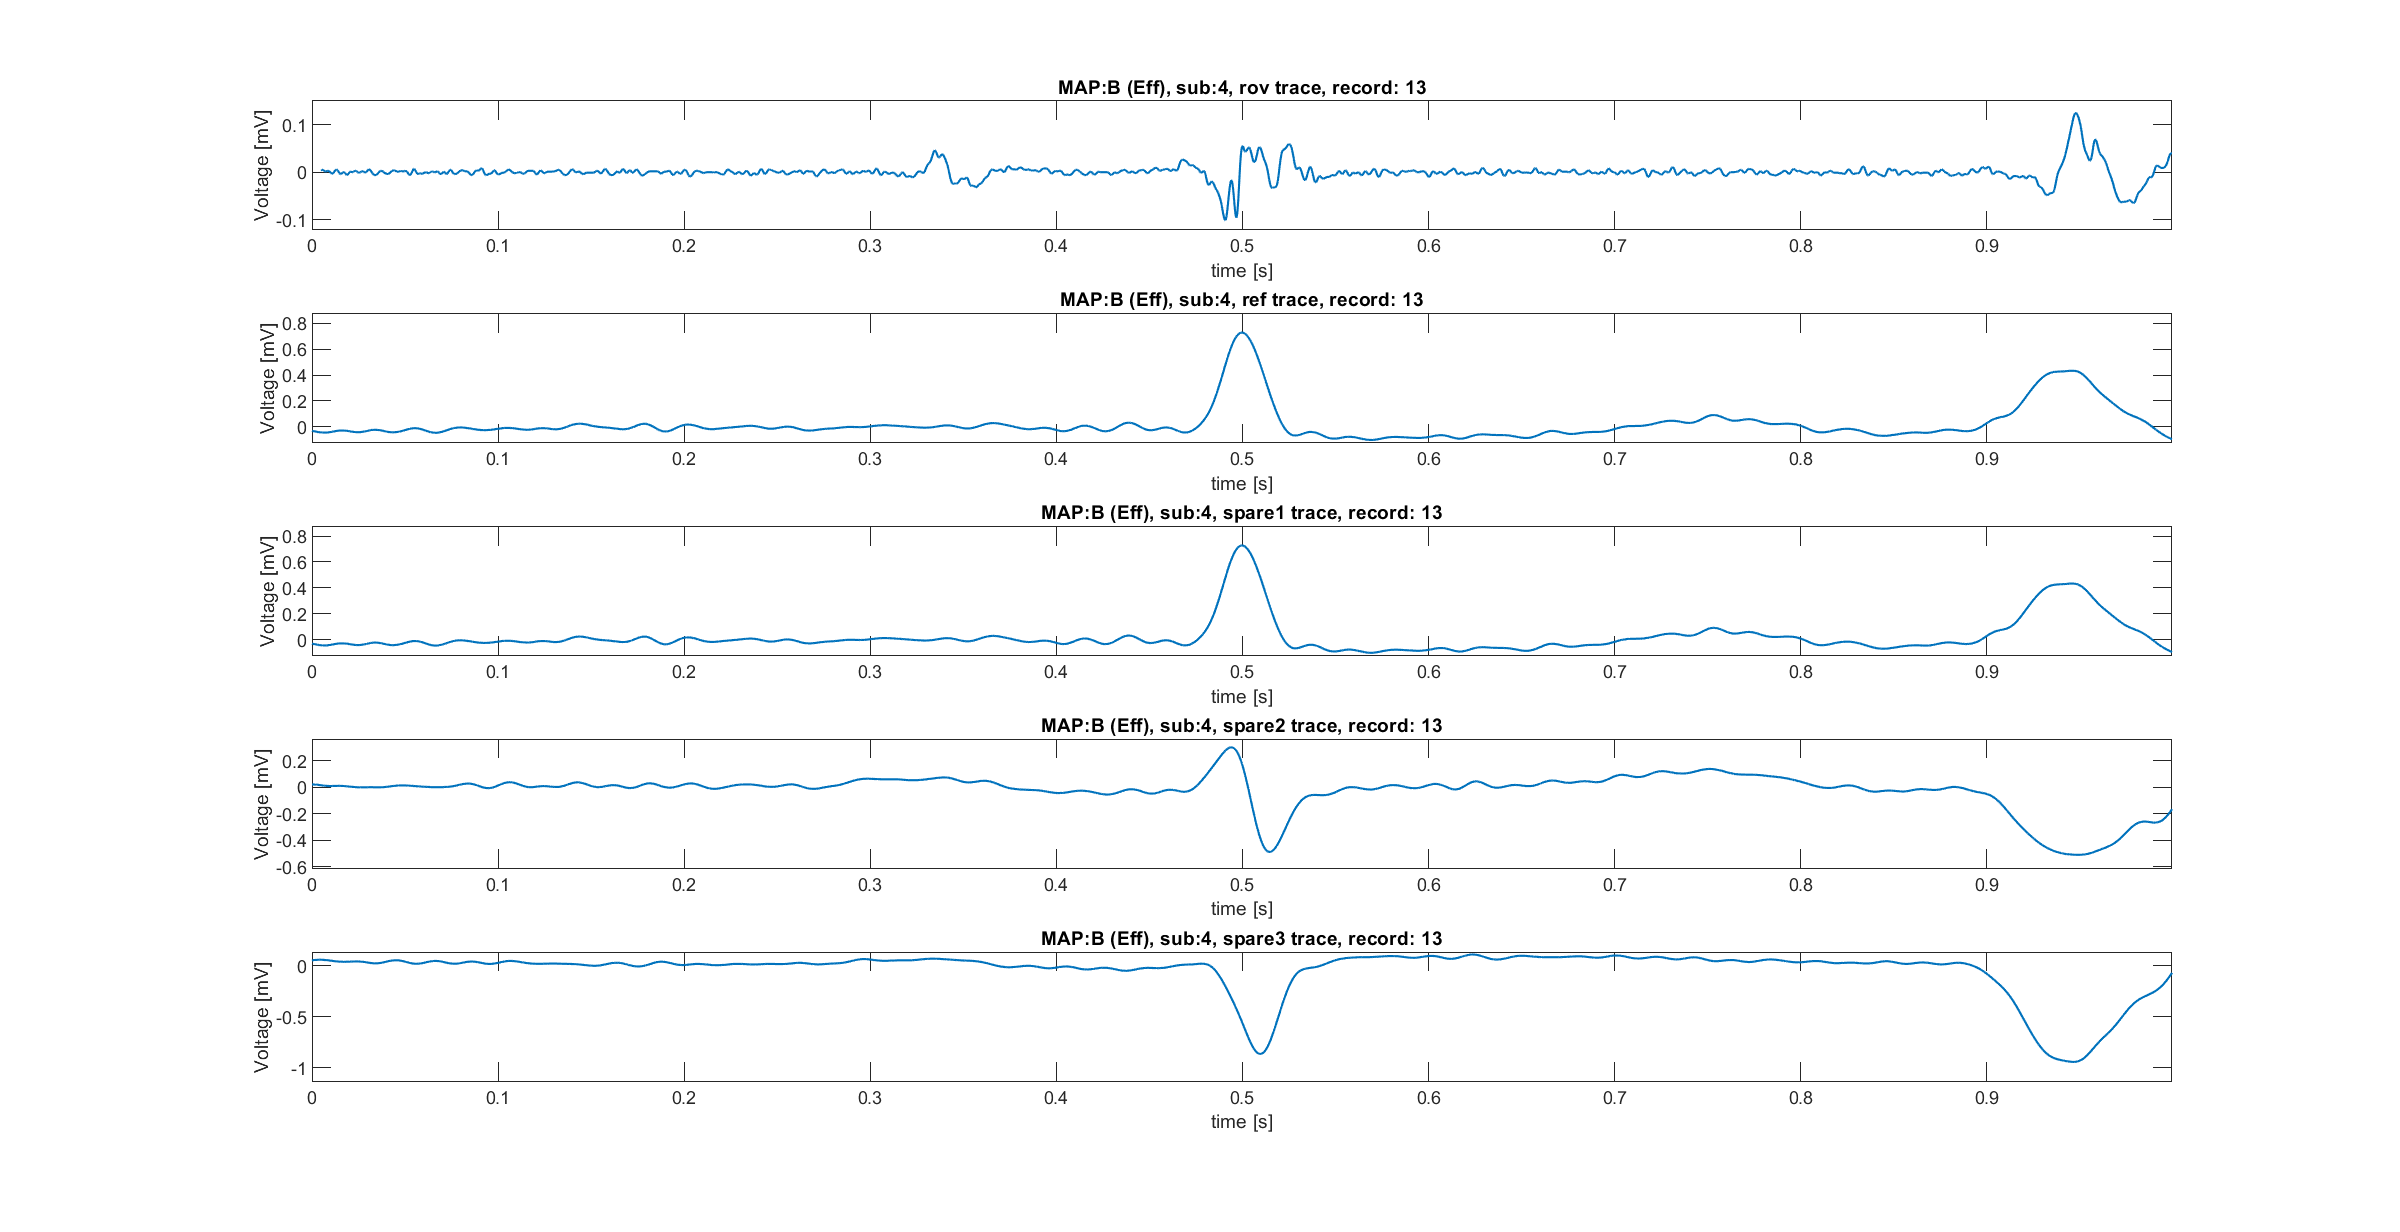 MAP:B (Eff), sub:4, rov trace, record: 13
Voltage [mV]
0.1
0
-0.1
0 0.1 0.2 0.3 0.4 0.5 0.6 0.7 0.8 0.9
time [s]
MAP:B (Eff), sub:4, ref trace, record: 13
Voltage [mV]
0.8
0.6
0.4
0.2
0
0 0.1 0.2 0.3 0.4 0.5 0.6 0.7 0.8 0.9
time [s]
MAP:B (Eff), sub:4, spare1 trace, record: 13
Voltage [mV]
0.8
0.6
0.4
0.2
0
0 0.1 0.2 0.3 0.4 0.5 0.6 0.7 0.8 0.9
time [s]
MAP:B (Eff), sub:4, spare2 trace, record: 13
Voltage [mV]
0.2
0
-0.2
-0.4
-0.6
0 0.1 0.2 0.3 0.4 0.5 0.6 0.7 0.8 0.9
time [s]
MAP:B (Eff), sub:4, spare3 trace, record: 13
Voltage [mV]
0
-0.5
-1
0 0.1 0.2 0.3 0.4 0.5 0.6 0.7 0.8 0.9
time [s]